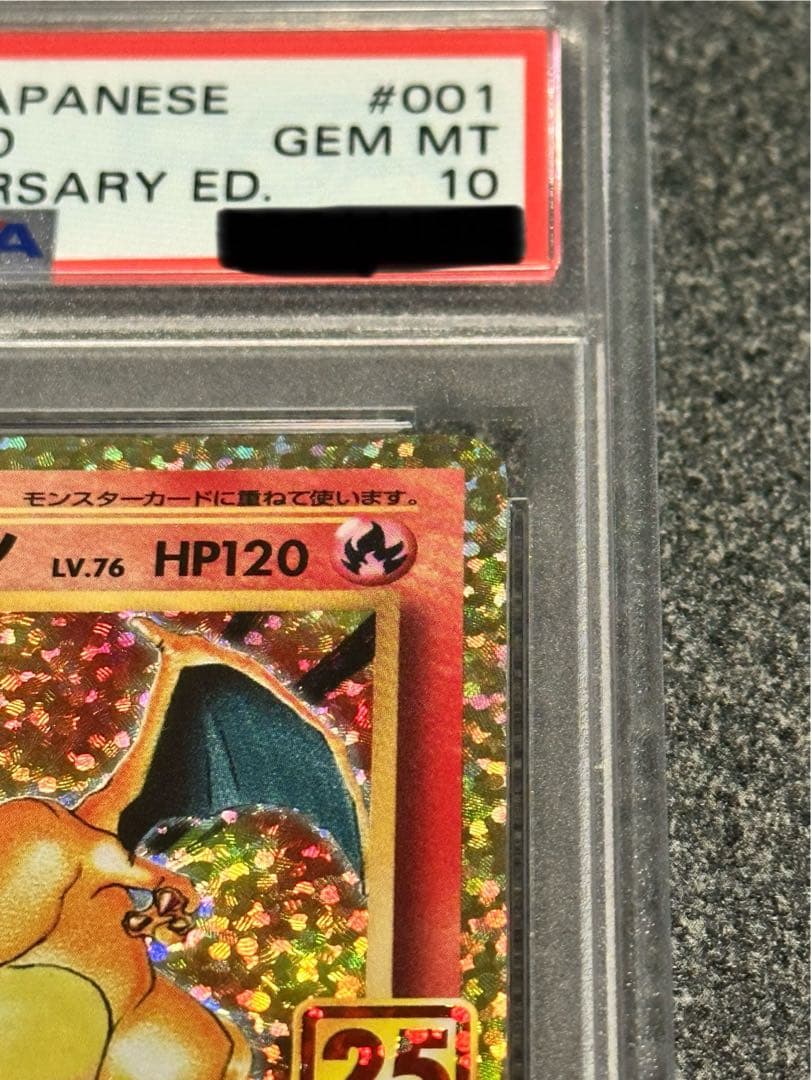 APANESE #001
D GEM MT
RSARY ED. 10
A
モンスターカードに重ねて使います。
ン LV.76 HP120
25